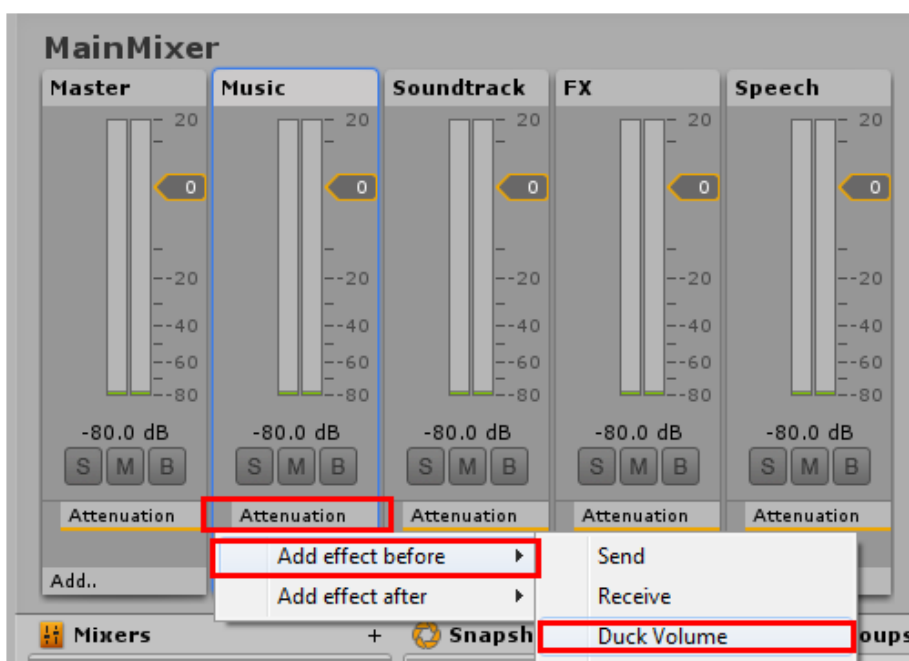 MainMixer
Master Music Soundtrack FX Speech
20 20 20 20 20
0 0 0 0 0
--20 --20 --20 --20 --20
--40 --40 --40 --40 --40
--60 --60 --60 --60 --60
--80 --80 --80 --80 --80
-80.0 dB -80.0 dB -80.0 dB -80.0 dB -80.0 dB
S M B S M B S M B S M B S M B
Attenuation Attenuation Attenuation Attenuation Attenuation
Add effect before Send
Add..
Add effect after Receive
Mixers + Snapsh Duck Volume oups